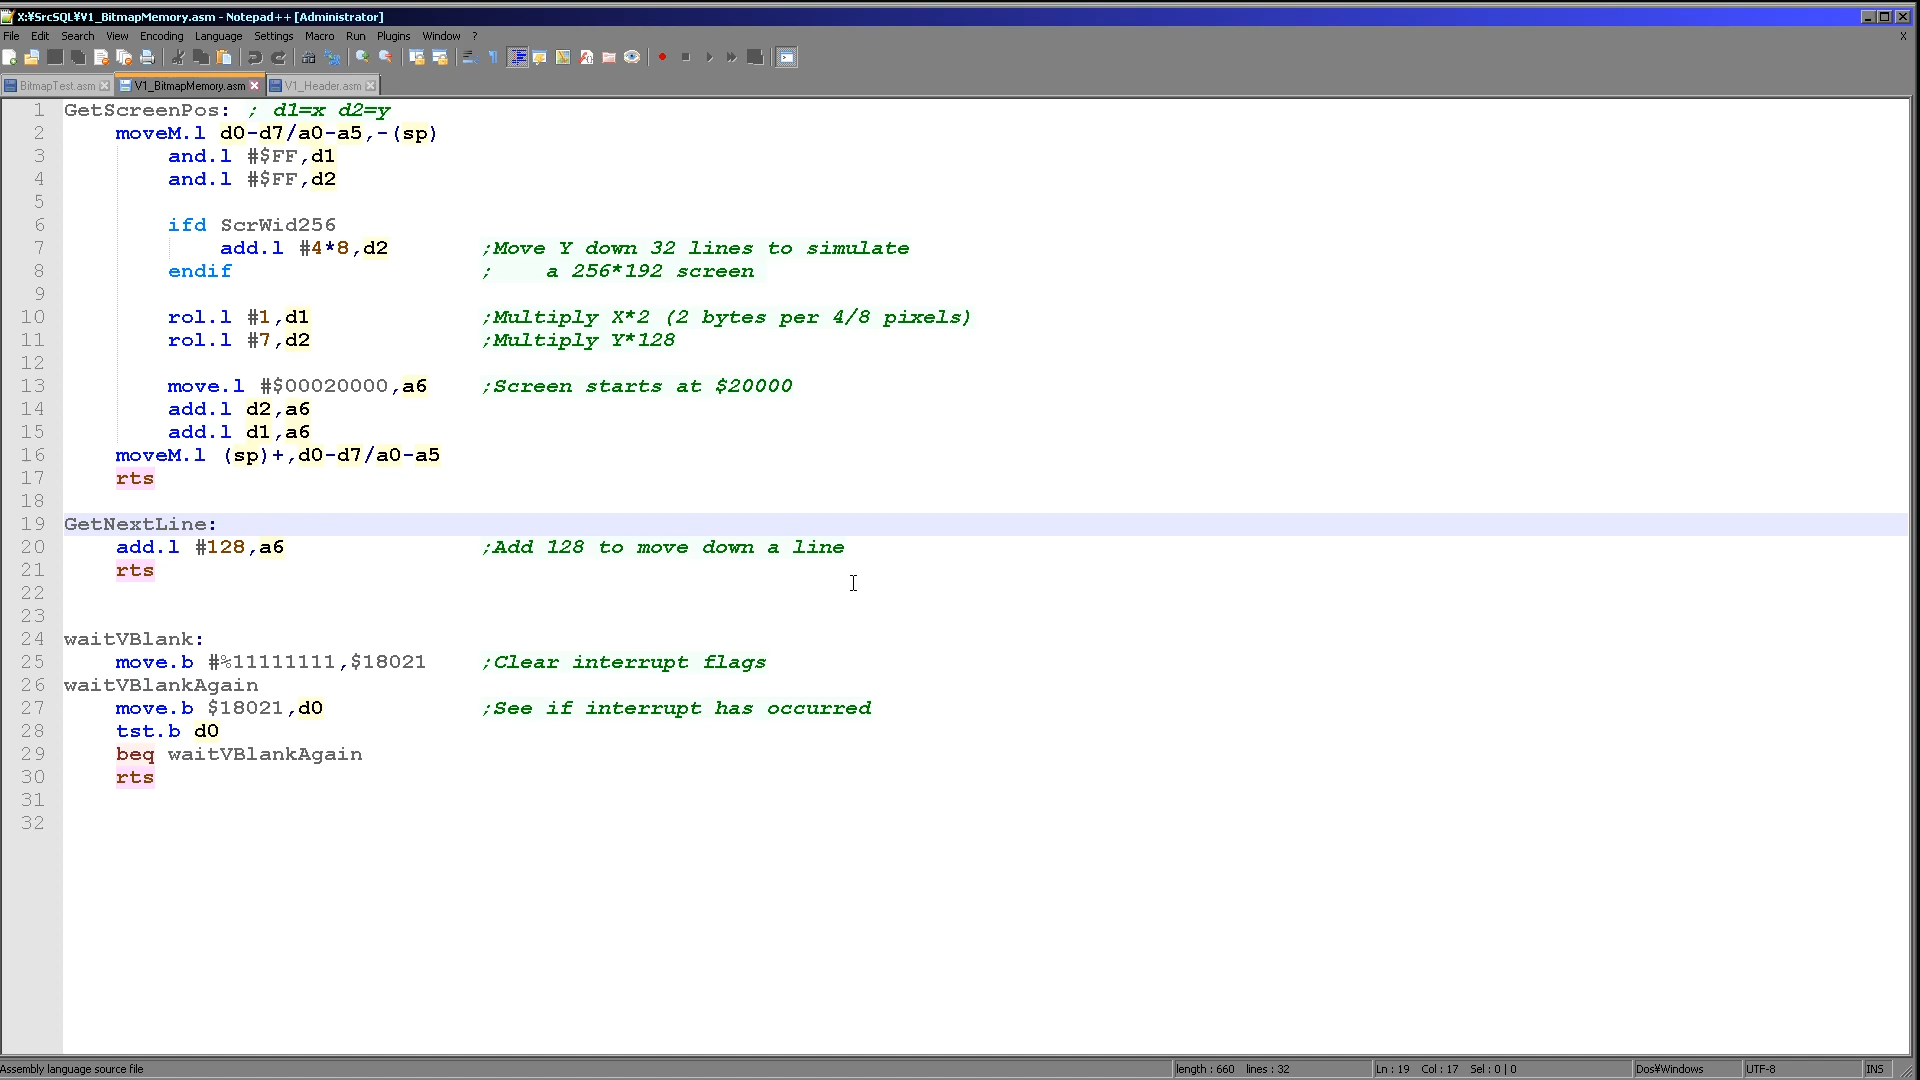 X:¥SrcSQL¥V1_BitmapMemory.asm - Notepad++ [Administrator]
File Edit Search View Encoding Language Settings Macro Run Plugins Window ? X
BitmapTest.asm V1_BitmapMemory.asm V1_Header.asm
1 GetScreenPos: ; d1=x d2=y
2 moveM.l d0-d7/a0-a5,-(sp)
3 and.l #$FF,d1
4 and.l #$FF,d2
5
6 ifd ScrWid256
7 add.l #4*8,d2 ;Move Y down 32 lines to simulate
8 endif ; a 256*192 screen
9
10 rol.l #1,d1 ;Multiply X*2 (2 bytes per 4/8 pixels)
11 rol.l #7,d2 ;Multiply Y*128
12
13 move.l #$00020000,a6 ;Screen starts at $20000
14 add.l d2,a6
15 add.l d1,a6
16 moveM.l (sp)+,d0-d7/a0-a5
17 rts
18
19 GetNextLine:
20 add.l #128,a6 ;Add 128 to move down a line
21 rts
22
23
24 waitVBlank:
25 move.b #%11111111,$18021 ;Clear interrupt flags
26 waitVBlankAgain
27 move.b $18021,d0 ;See if interrupt has occurred
28 tst.b d0
29 beq waitVBlankAgain
30 rts
31
32
Assembly language source file length : 660 lines : 32 Ln : 19 Col : 17 Sel : 0 | 0 Dos¥Windows UTF-8 INS